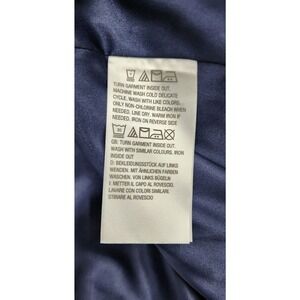 TURN GARMENT INSIDE OUT,
MACHINE WASH COLD DELICATE
CYCLE. WASH WITH LIKE COLORS.
ONLY NON-CHLORINE BLEACH WHEN
NEEDED. LINE DRY. WARM IRON IF
NEEDED. IRON ON REVERSE SIDE
30
GB: TURN GARMENT INSIDE OUT.
WASH WITH SIMILAR COLOURS. IRON
INSIDE OUT
D: BEKLEIDUNGSSTÜCK AUF LINKS
WENDEN. MIT ÄHNLICHEN FARBEN
WASCHEN. VON LINKS BÜGELN
I: METTER IL CAPO AL ROVESCIO.
LAVARE CON COLORI SIMILARI.
STIRARE AL ROVESCIO